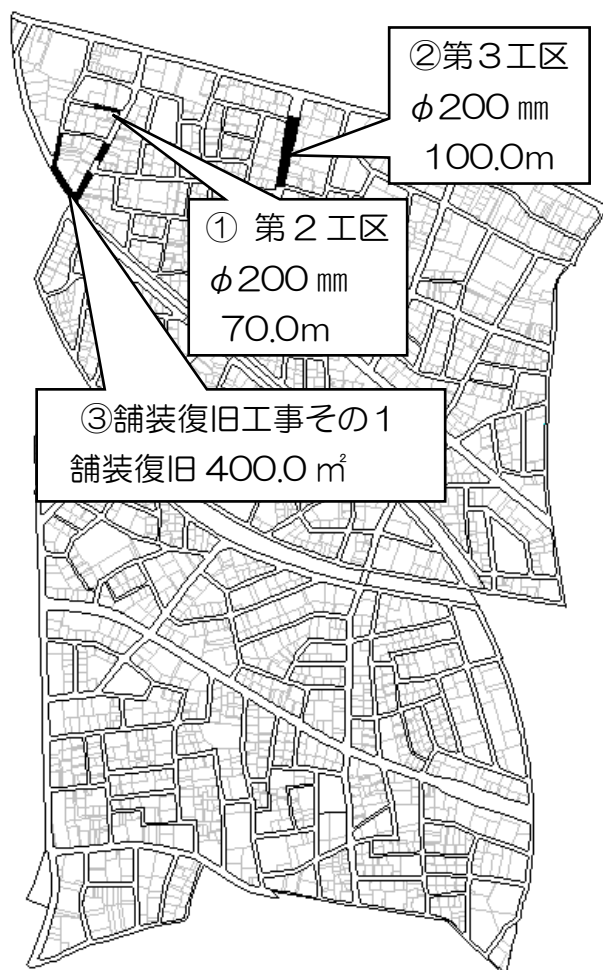 ②第3工区
φ200 ㎜
100.0m
① 第2工区
φ200 ㎜
70.0m
③舗装復旧工事その1
舗装復旧 400.0 ㎡